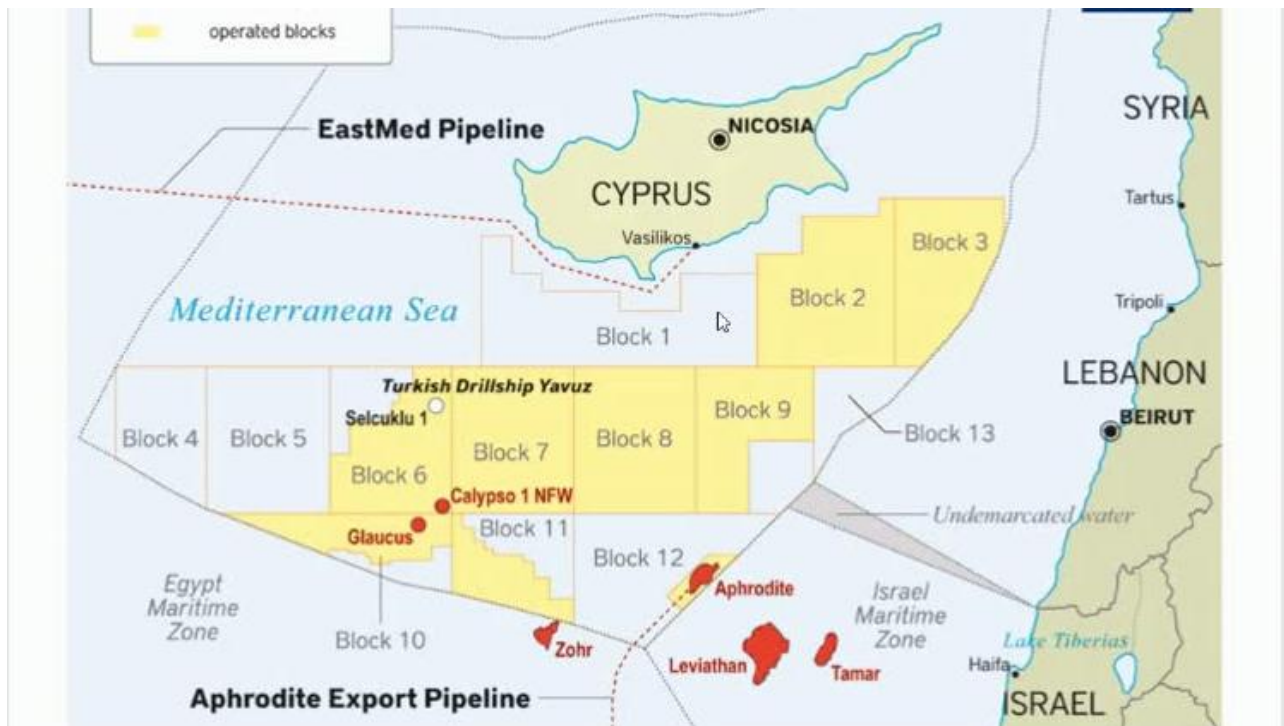 operated blocks
EastMed Pipeline
NICOSIA
SYRIA
CYPRUS
Tartus
Vasilikos
Block 3
Block 2
Mediterranean Sea
Tripoli
Block 1
LEBANON
Turkish Drillship Yavuz
Selcuklu 1
Block 9
BEIRUT
Block 4
Block 5
Block 8
Block 13
Block 7
Block 6
Calypso 1 NFW
Undemarcated water
Glaucus
Block 11
Block 12
Egypt
Maritime
Zone
Aphrodite
Israel
Maritime
Zone
Block 10
Zohr
Lake Tiberias
Leviathan
Tamar
Haifa
Aphrodite Export Pipeline
ISRAEL